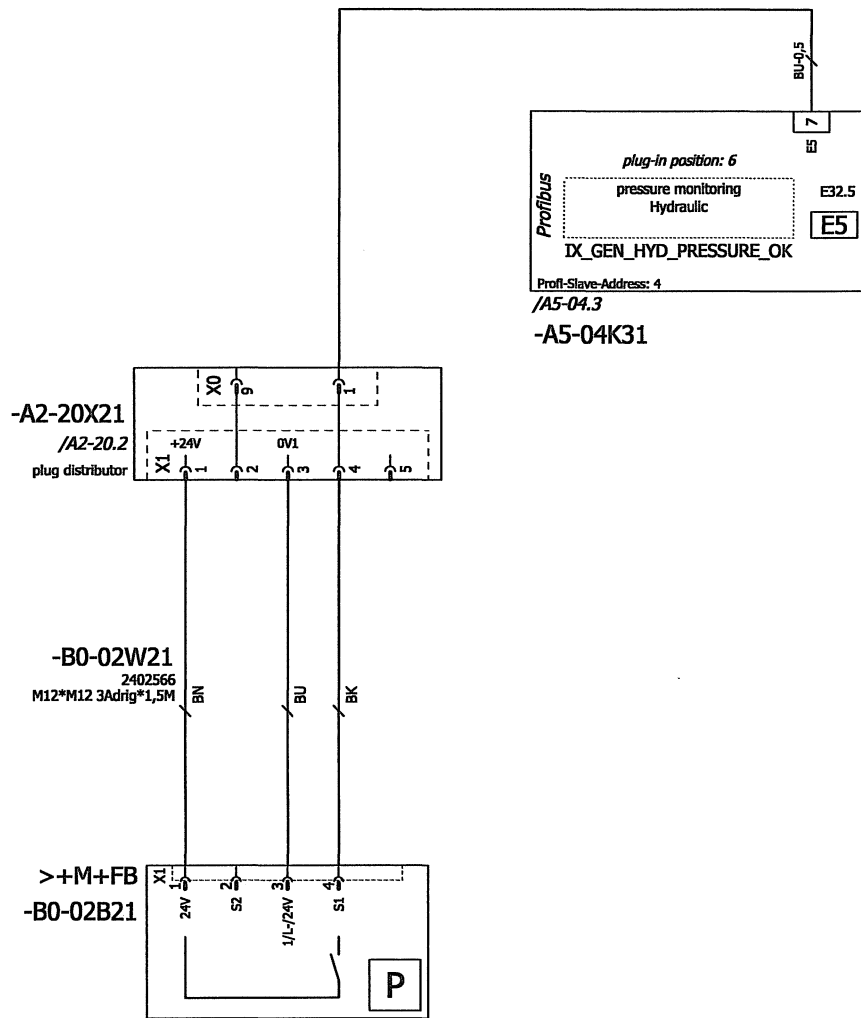 BU-0,5
7
E5
plug-in position: 6
Profibus
pressure monitoring
Hydraulic
E32.5
E5
IX_GEN_HYD_PRESSURE_OK
Profi-Slave-Address: 4
/A5-04.3
-A5-04K31
X0
9
1
-A2-20X21
/A2-20.2
plug distributor
X1
+24V
0V1
1
2
3
4
5
-B0-02W21
2402566
M12*M12 3Adrig*1,5M
BN
BU
BK
>+M+FB
-B0-02B21
X1
1
2
3
4
24V
S2
1/L-/24V
S1
P